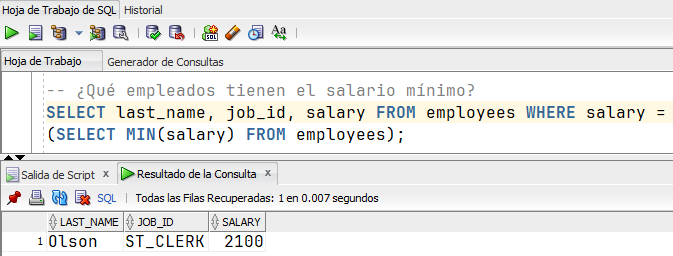 Hoja de Trabajo de SQL Historial
SQL Aa
Hoja de Trabajo Generador de Consultas
-- ¿Qué empleados tienen el salario mínimo?
SELECT last_name, job_id, salary FROM employees WHERE salary =
(SELECT MIN(salary) FROM employees);
Salida de Script x Resultado de la Consulta x
SQL | Todas las Filas Recuperadas: 1 en 0.007 segundos
LAST_NAME JOB_ID SALARY
1 Olson ST_CLERK 2100